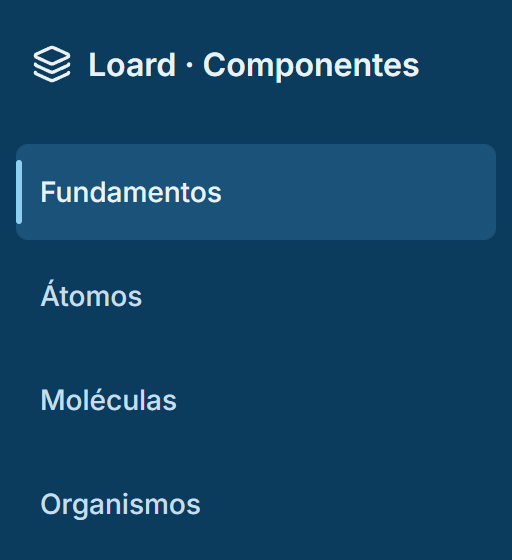 Loard · Componentes
Fundamentos
Átomos
Moléculas
Organismos